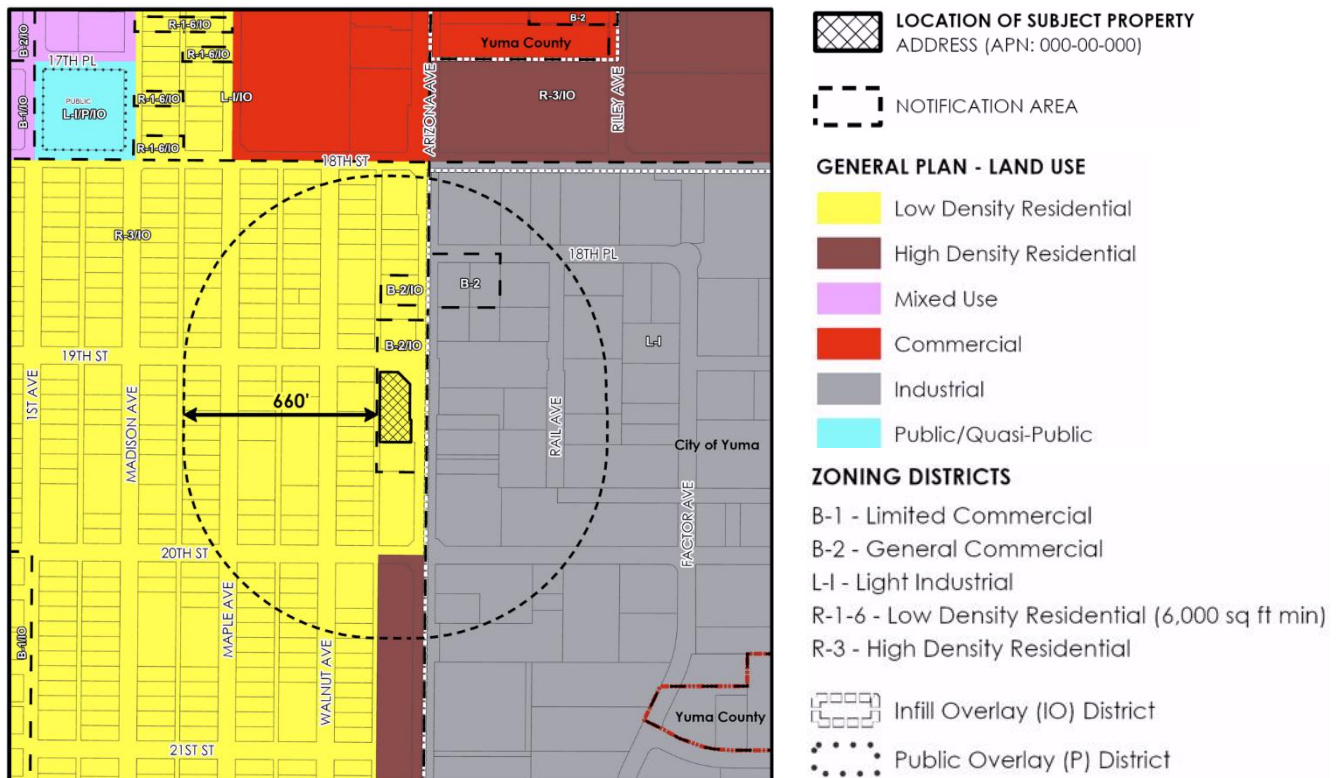 R-1-6/IO
B-2
B-2/IO
Yuma County
R-1-6/IO
17TH PL
ARIZONA AVE
RILEY AVE
PUBLIC
L-I/P/IO
R-1-6/IO
L-I/IO
R-3/IO
B-1/IO
R-1-6/IO
18TH ST
R-3/IO
18TH PL
B-2/IO
B-2
B-2/IO
L-I
19TH ST
1ST AVE
660'
MADISON AVE
RAIL AVE
City of Yuma
FACTOR AVE
20TH ST
MAPLE AVE
B-1/IO
WALNUT AVE
Yuma County
21ST ST
LOCATION OF SUBJECT PROPERTY
ADDRESS (APN: 000-00-000)
NOTIFICATION AREA
GENERAL PLAN - LAND USE
Low Density Residential
High Density Residential
Mixed Use
Commercial
Industrial
Public/Quasi-Public
ZONING DISTRICTS
B-1 - Limited Commercial
B-2 - General Commercial
L-I - Light Industrial
R-1-6 - Low Density Residential (6,000 sq ft min)
R-3 - High Density Residential
Infill Overlay (IO) District
Public Overlay (P) District